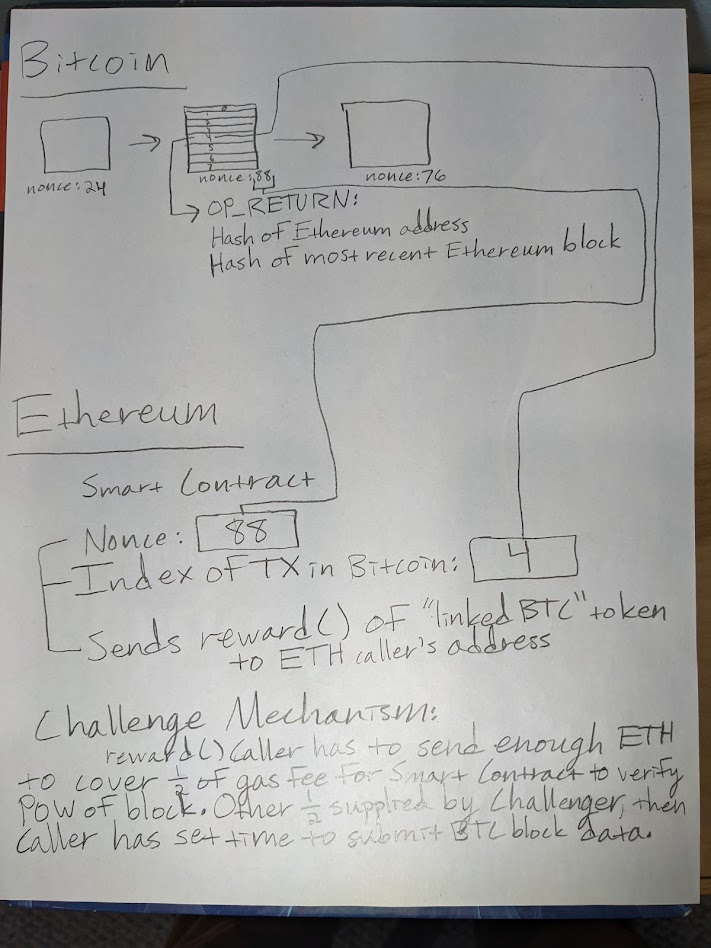 Bitcoin
0
1
2
3
4
5
6
7
nonce:24
nonce:88
nonce:76
OP_RETURN:
Hash of Ethereum address
Hash of most recent Ethereum block
Ethereum
Smart Contract
Nonce: 88
Index of TX in Bitcoin: 4
Sends reward() of "linked BTC" token
to ETH caller's address
Challenge Mechanism:
reward() caller has to send enough ETH
to cover 1/2 of gas fee for Smart Contract to verify
POW of block. Other 1/2 supplied by Challenger, then
caller has set time to submit BTC block data.